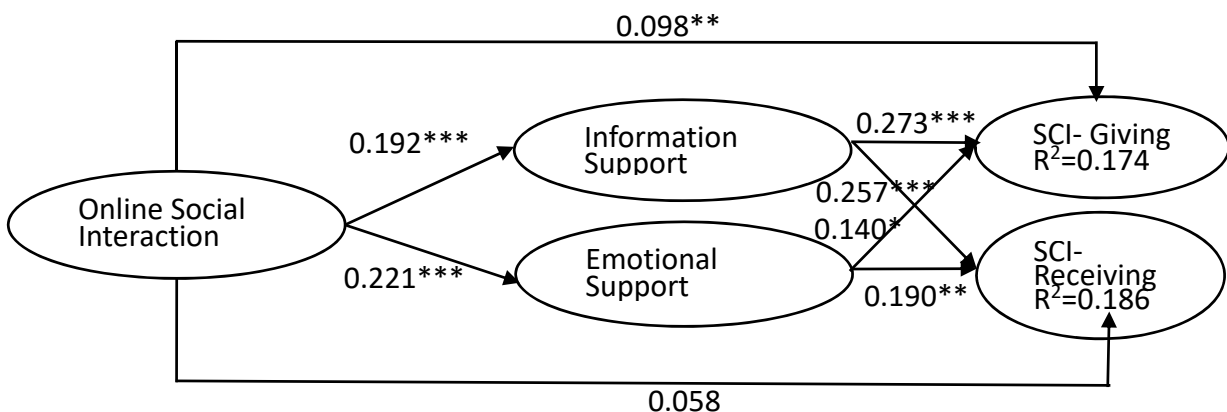 0.098**
0.192***
Information
Support
0.273***
SCI- Giving
R²=0.174
Online Social
Interaction
0.257***
0.140*
0.221***
Emotional
Support
0.190**
SCI-
Receiving
R²=0.186
0.058